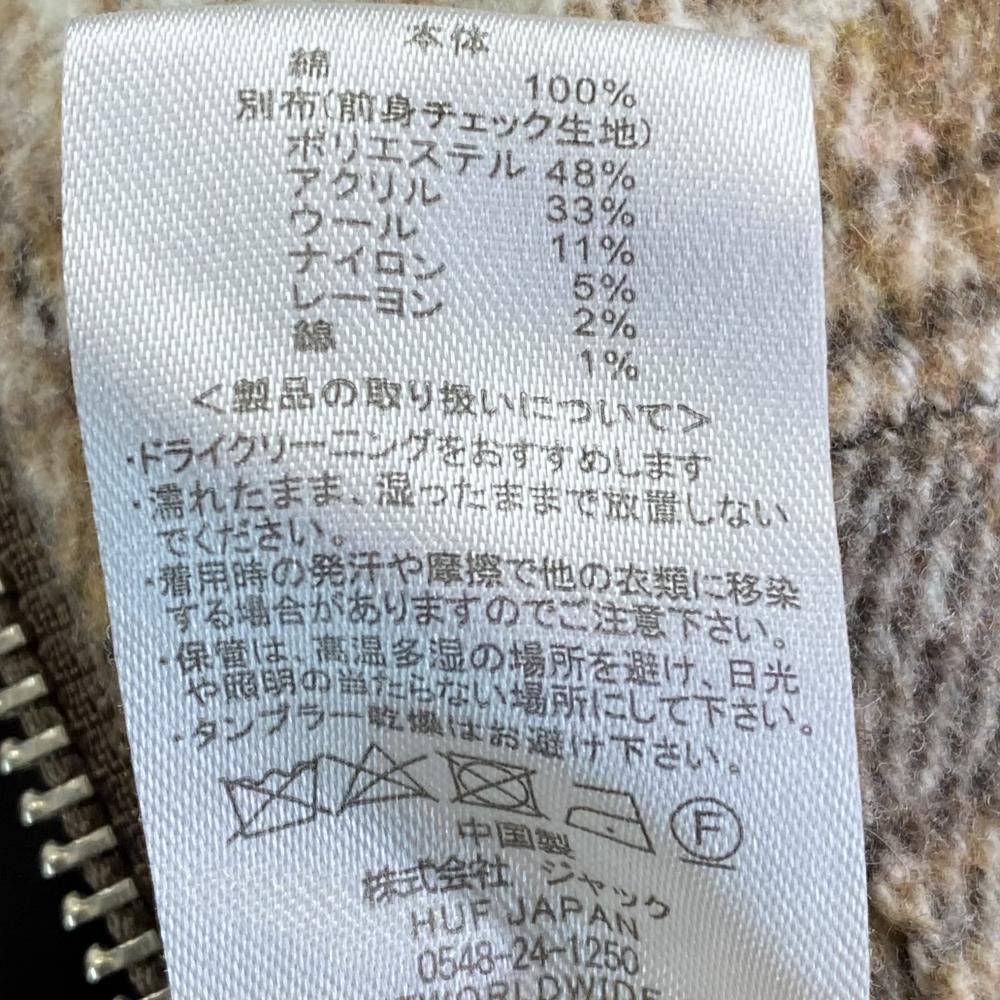 本体
綿 100%
別布(前身チェック生地)
ポリエステル 48%
アクリル 33%
ウール 11%
ナイロン 5%
レーヨン 2%
綿 1%
<製品の取り扱いについて>
・ドライクリーニングをおすすめします
・濡れたまま、湿ったままで放置しない
でください。
・着用時の発汗や摩擦で他の衣類に移染
する場合がありますのでご注意下さい。
・保管は、高温多湿の場所を避け、日光
や照明の当たらない場所にして下さい。
・タンブラー乾燥はお避け下さい。
F
中国製
株式会社 ジャック
HUF JAPAN
0548-24-1250
TWORLDWIDE